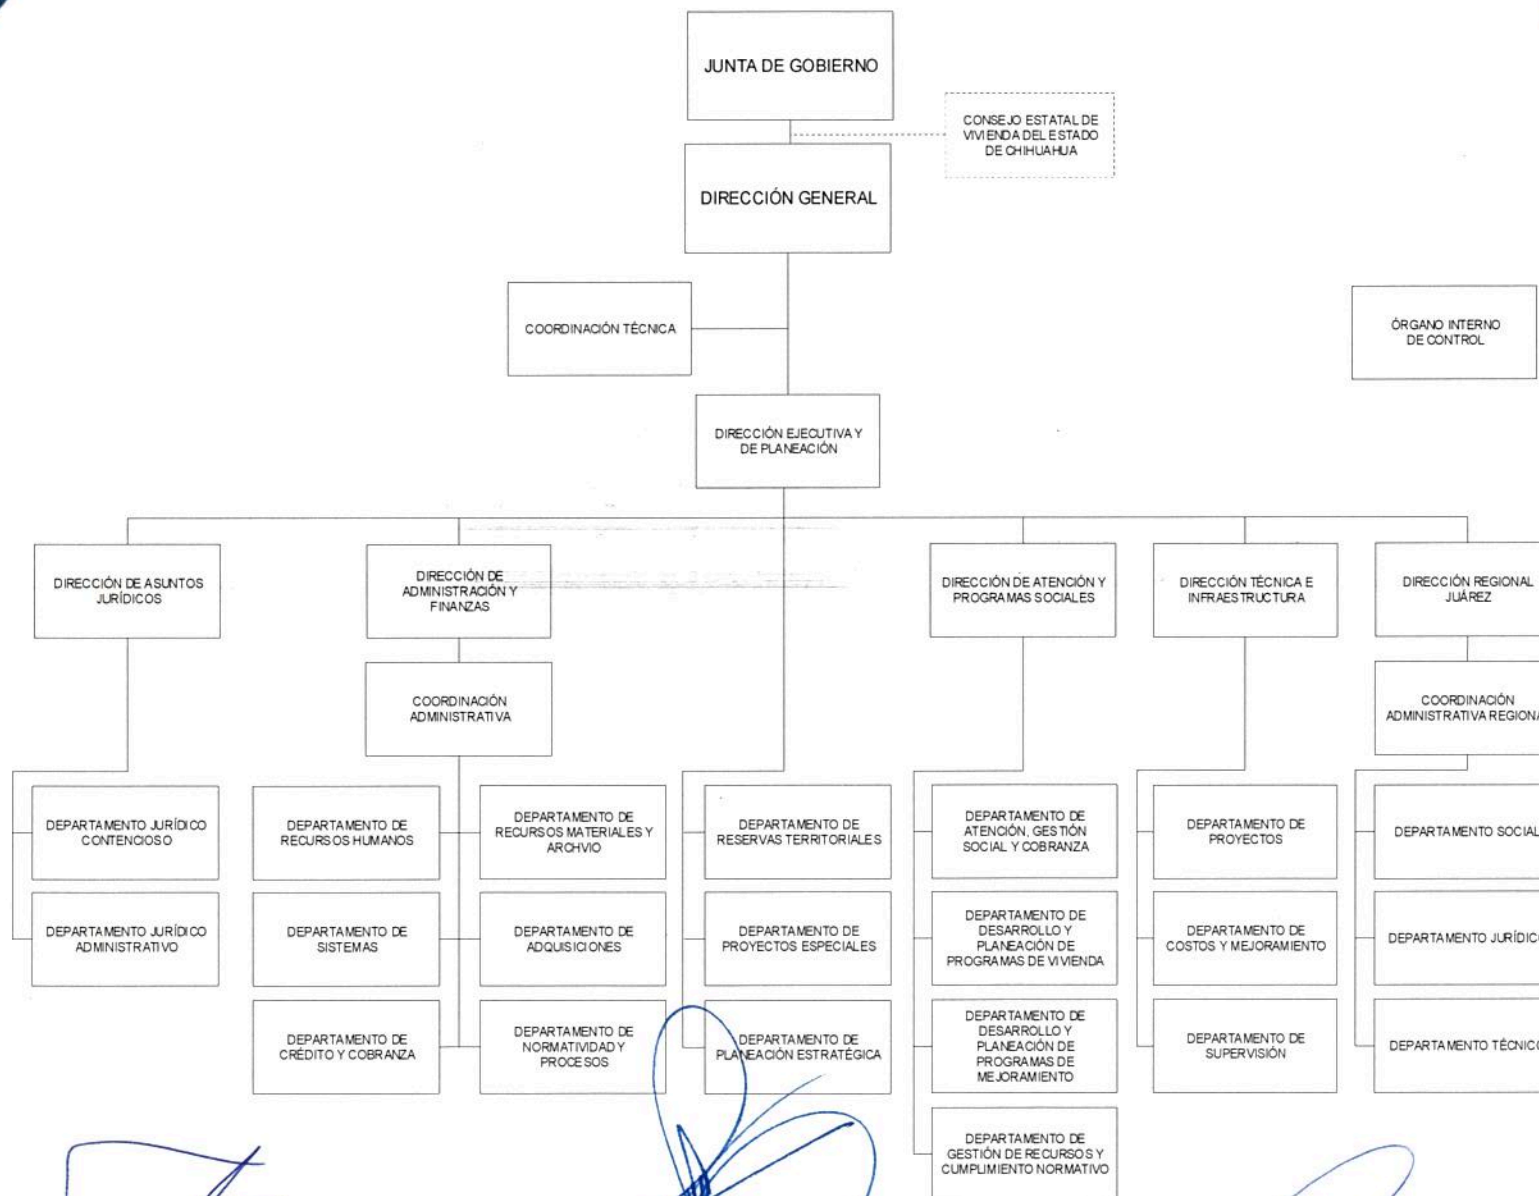 JUNTA DE GOBIERNO
CONSEJO ESTATAL DE
VIVIENDA DEL ESTADO
DE CHIHUAHUA
DIRECCIÓN GENERAL
COORDINACIÓN TÉCNICA
ÓRGANO INTERNO
DE CONTROL
DIRECCIÓN EJECUTIVA Y
DE PLANEACIÓN
DIRECCIÓN DE ASUNTOS
JURÍDICOS
DIRECCIÓN DE
ADMINISTRACIÓN Y
FINANZAS
DIRECCIÓN DE ATENCIÓN Y
PROGRAMAS SOCIALES
DIRECCIÓN TÉCNICA E
INFRAESTRUCTURA
DIRECCIÓN REGIONAL
JUÁREZ
COORDINACIÓN
ADMINISTRATIVA
COORDINACIÓN
ADMINISTRATIVA REGIONA
DEPARTAMENTO JURÍDICO
CONTENCIOSO
DEPARTAMENTO DE
RECURSOS HUMANOS
DEPARTAMENTO DE
RECURSOS MATERIALES Y
ARCHVIO
DEPARTAMENTO DE
RESERVAS TERRITORIALES
DEPARTAMENTO DE
ATENCIÓN, GESTIÓN
SOCIAL Y COBRANZA
DEPARTAMENTO DE
PROYECTOS
DEPARTAMENTO SOCIAL
DEPARTAMENTO JURÍDICO
ADMINISTRATIVO
DEPARTAMENTO DE
SISTEMAS
DEPARTAMENTO DE
ADQUISICIONES
DEPARTAMENTO DE
PROYECTOS ESPECIALES
DEPARTAMENTO DE
DESARROLLO Y
PLANEACIÓN DE
PROGRAMAS DE VIVIENDA
DEPARTAMENTO DE
COSTOS Y MEJORAMIENTO
DEPARTAMENTO JURÍDICO
DEPARTAMENTO DE
CRÉDITO Y COBRANZA
DEPARTAMENTO DE
NORMATIVIDAD Y
PROCESOS
DEPARTAMENTO DE
PLANEACIÓN ESTRATÉGICA
DEPARTAMENTO DE
DESARROLLO Y
PLANEACIÓN DE
PROGRAMAS DE
MEJORAMIENTO
DEPARTAMENTO DE
SUPERVISIÓN
DEPARTAMENTO TÉCNICO
DEPARTAMENTO DE
GESTIÓN DE RECURSOS Y
CUMPLIMIENTO NORMATIVO